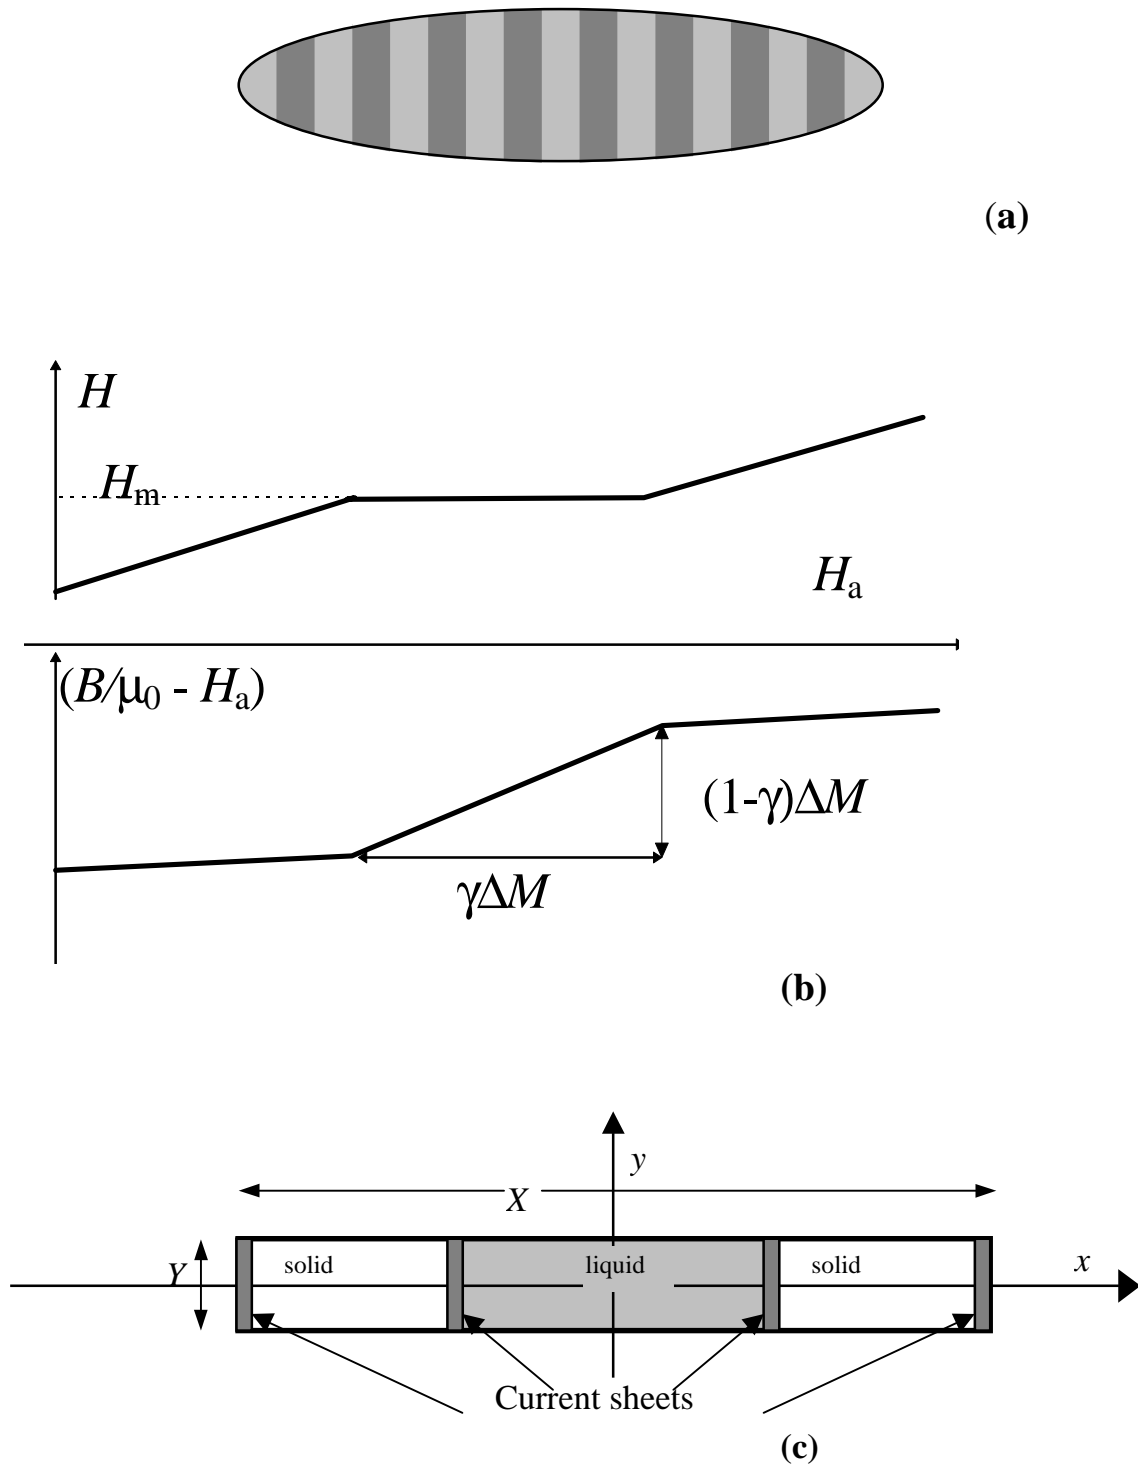 (a)
H
Hm
Ha
(B/μ0 - Ha)
(1-γ)ΔM
γΔM
(b)
y
X
Y
solid
liquid
solid
x
Current sheets
(c)